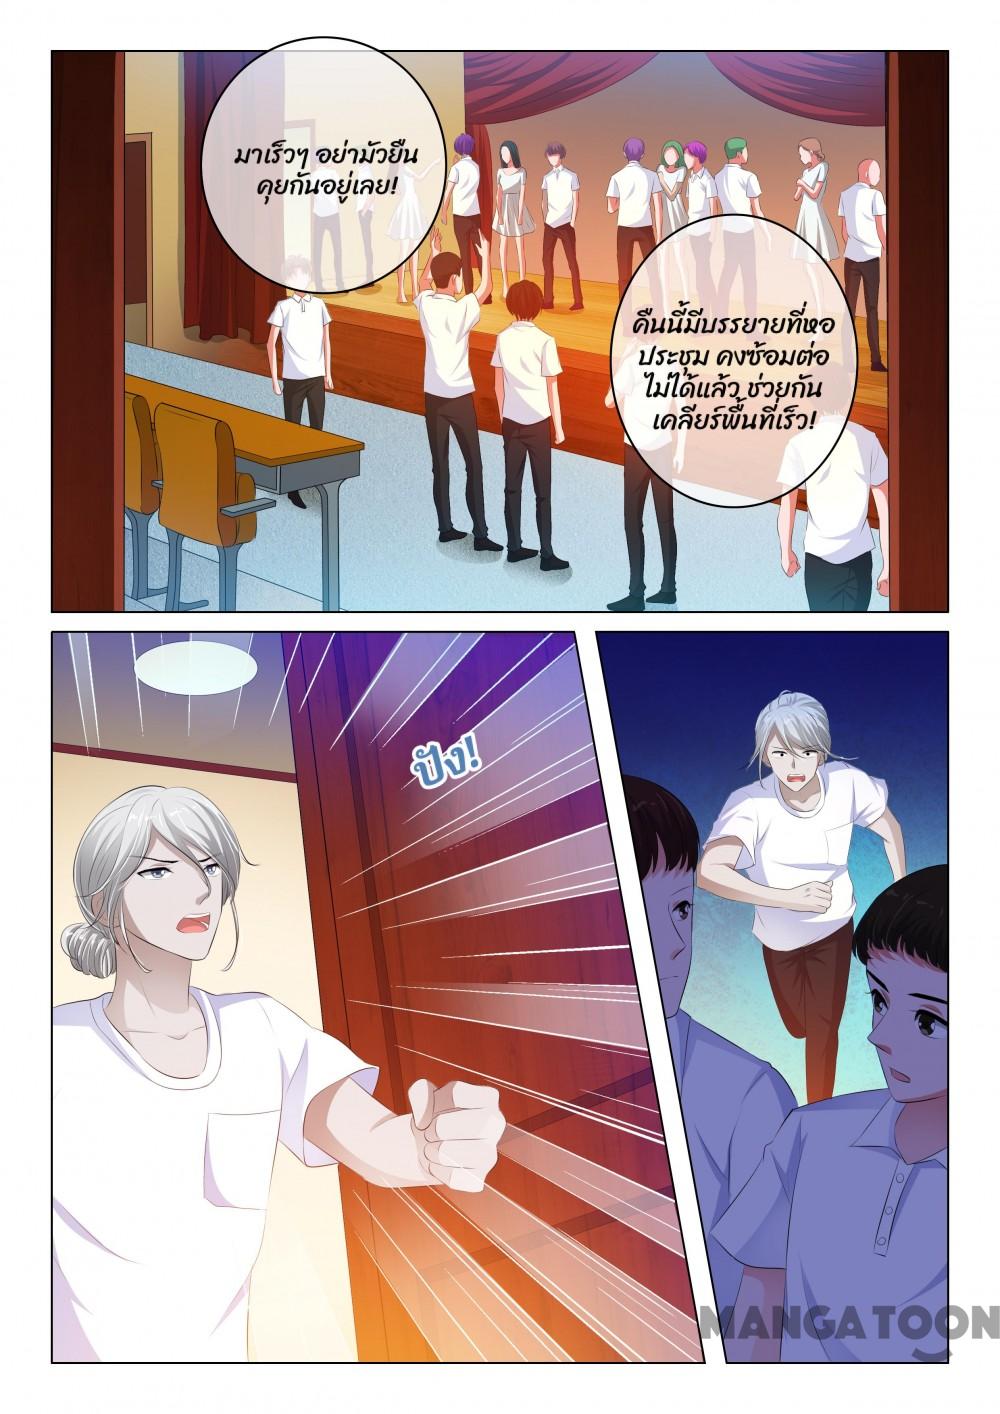 มาเร็วๆ อย่ามัวยืน
คุยกันอยู่เลย!
คืนนี้มีบรรยายที่หอ
ประชุม คงซ้อมต่อ
ไม่ได้แล้ว ช่วยกัน
เคลียร์พื้นที่เร็ว!
ปัง!
MANGATOON